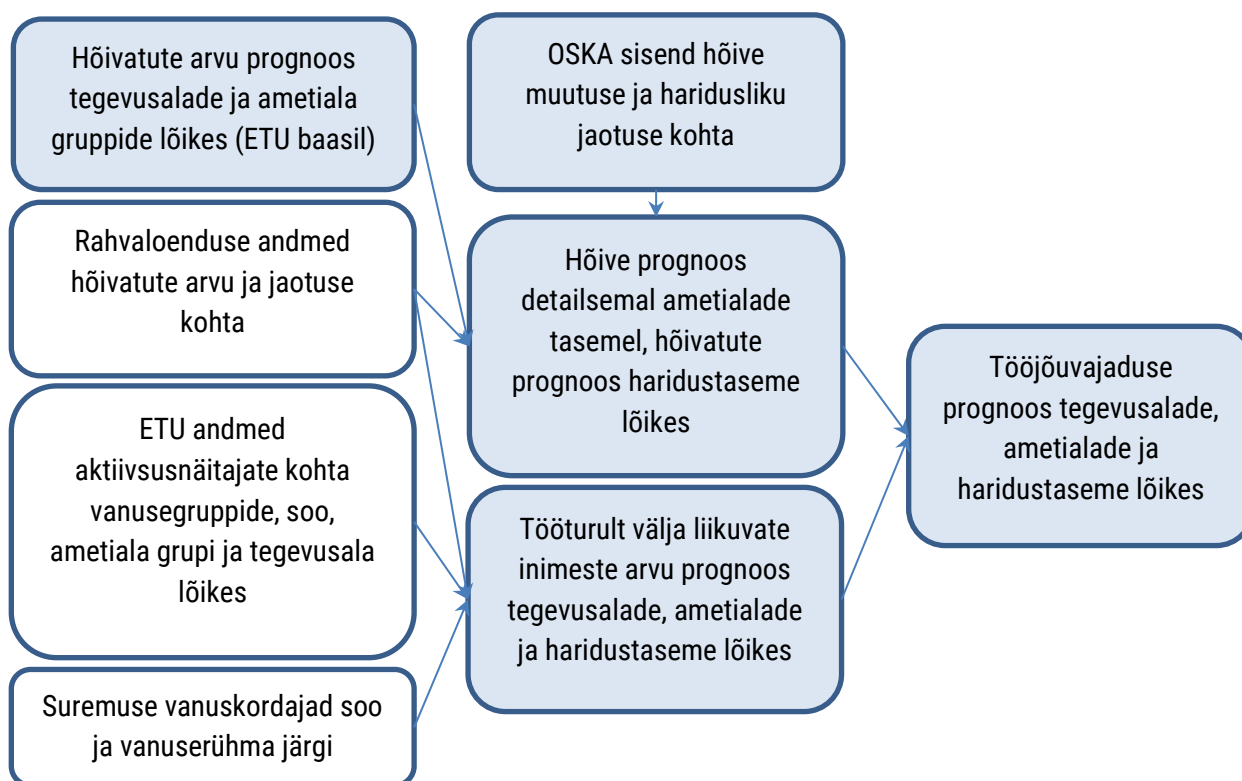 Hõivatute arvu prognoos
tegevusalade ja ametiala
gruppide lõikes (ETU baasil)
OSKA sisend hõive
muutuse ja haridusliku
jaotuse kohta
Rahvaloenduse andmed
hõivatute arvu ja jaotuse
kohta
Hõive prognoos
detailsemal ametialade
tasemel, hõivatute
prognoos haridustaseme
lõikes
ETU andmed
aktiivsusnäitajate kohta
vanusegruppide, soo,
ametiala grupi ja tegevusala
lõikes
Tööturult välja liikuvate
inimeste arvu prognoos
tegevusalade, ametialade
ja haridustaseme lõikes
Suremuse vanuskordajad soo
ja vanuserühma järgi
Tööjõuvajaduse
prognoos tegevusalade,
ametialade ja
haridustaseme lõikes